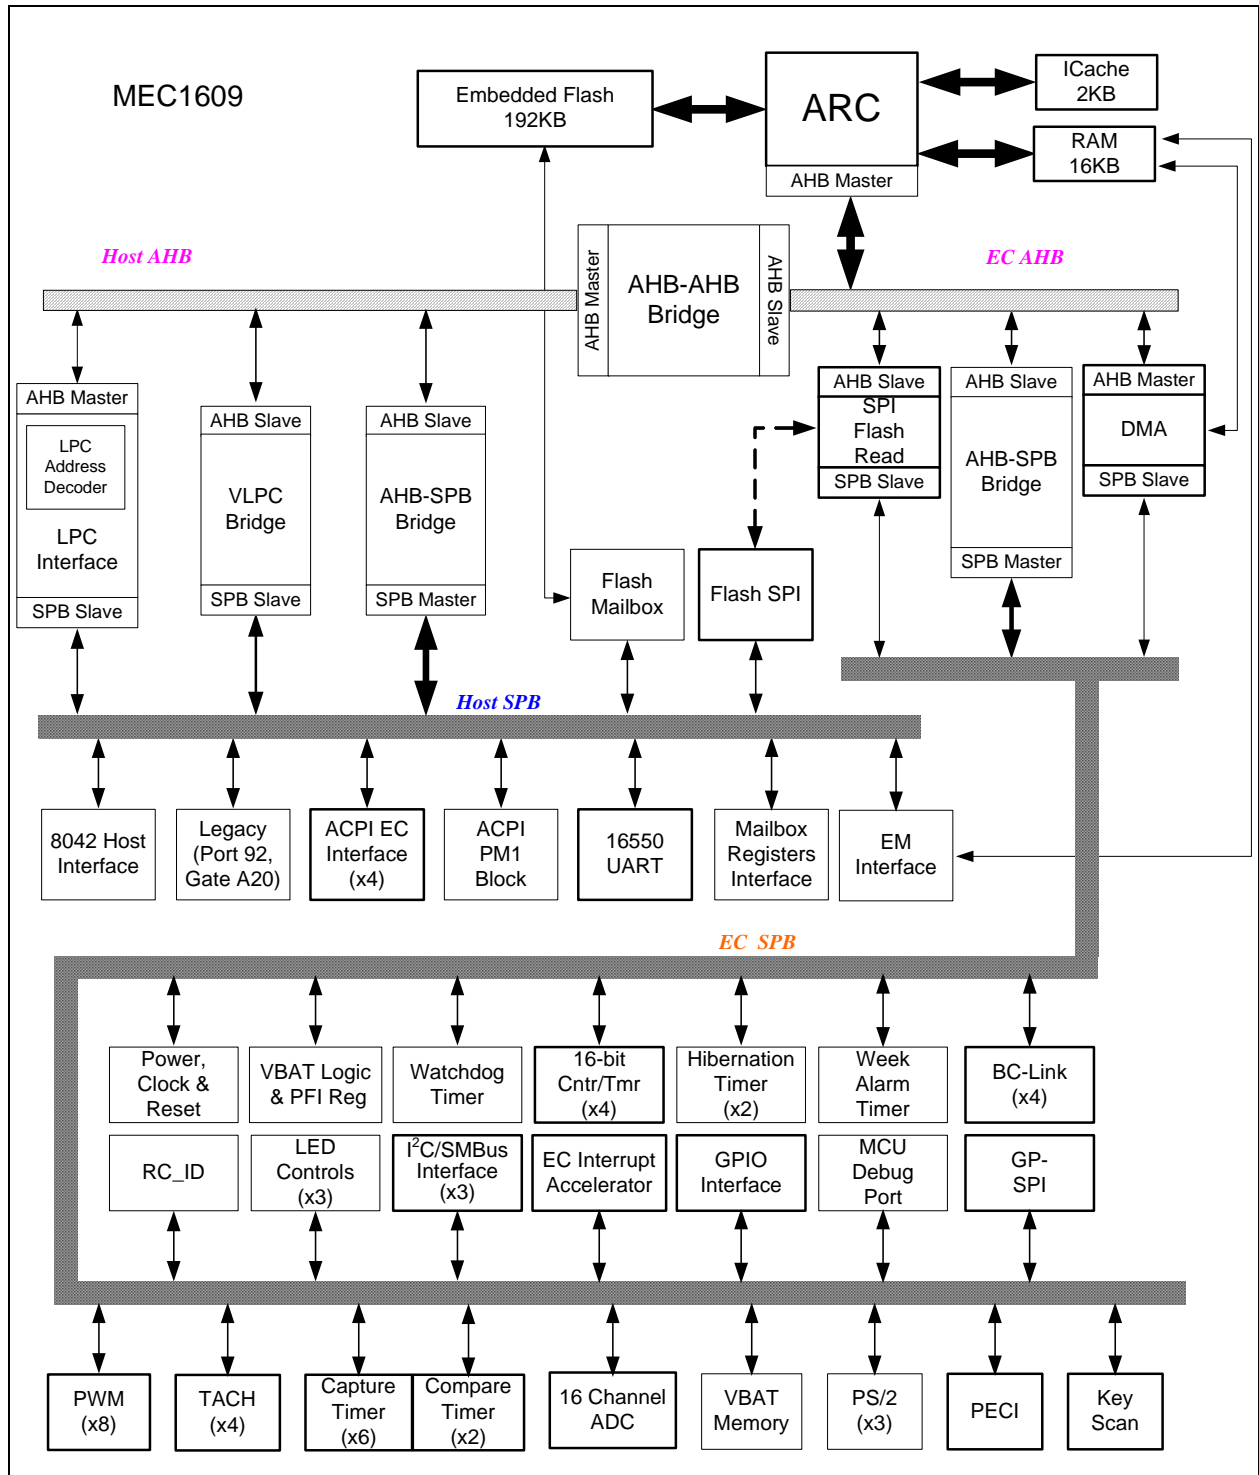 MEC1609
Embedded Flash
192KB
ARC
AHB Master
ICache
2KB
RAM
16KB
Host AHB
EC AHB
AHB Master
AHB-AHB
Bridge
AHB Slave
AHB Master
LPC
Address
Decoder
LPC
Interface
SPB Slave
AHB Slave
VLPC
Bridge
SPB Slave
AHB Slave
AHB-SPB
Bridge
SPB Master
Flash
Mailbox
Flash SPI
AHB Slave
SPI
Flash
Read
SPB Slave
AHB Slave
AHB-SPB
Bridge
SPB Master
AHB Master
DMA
SPB Slave
Host SPB
8042 Host
Interface
Legacy
(Port 92,
Gate A20)
ACPI EC
Interface
(x4)
ACPI
PM1
Block
16550
UART
Mailbox
Registers
Interface
EM
Interface
EC SPB
Power,
Clock &
Reset
VBAT Logic
& PFI Reg
Watchdog
Timer
16-bit
Cntr/Tmr
(x4)
Hibernation
Timer
(x2)
Week
Alarm
Timer
BC-Link
(x4)
RC_ID
LED
Controls
(x3)
I²C/SMBus
Interface
(x3)
EC Interrupt
Accelerator
GPIO
Interface
MCU
Debug
Port
GP-
SPI
PWM
(x8)
TACH
(x4)
Capture
Timer
(x6)
Compare
Timer
(x2)
16 Channel
ADC
VBAT
Memory
PS/2
(x3)
PECI
Key
Scan